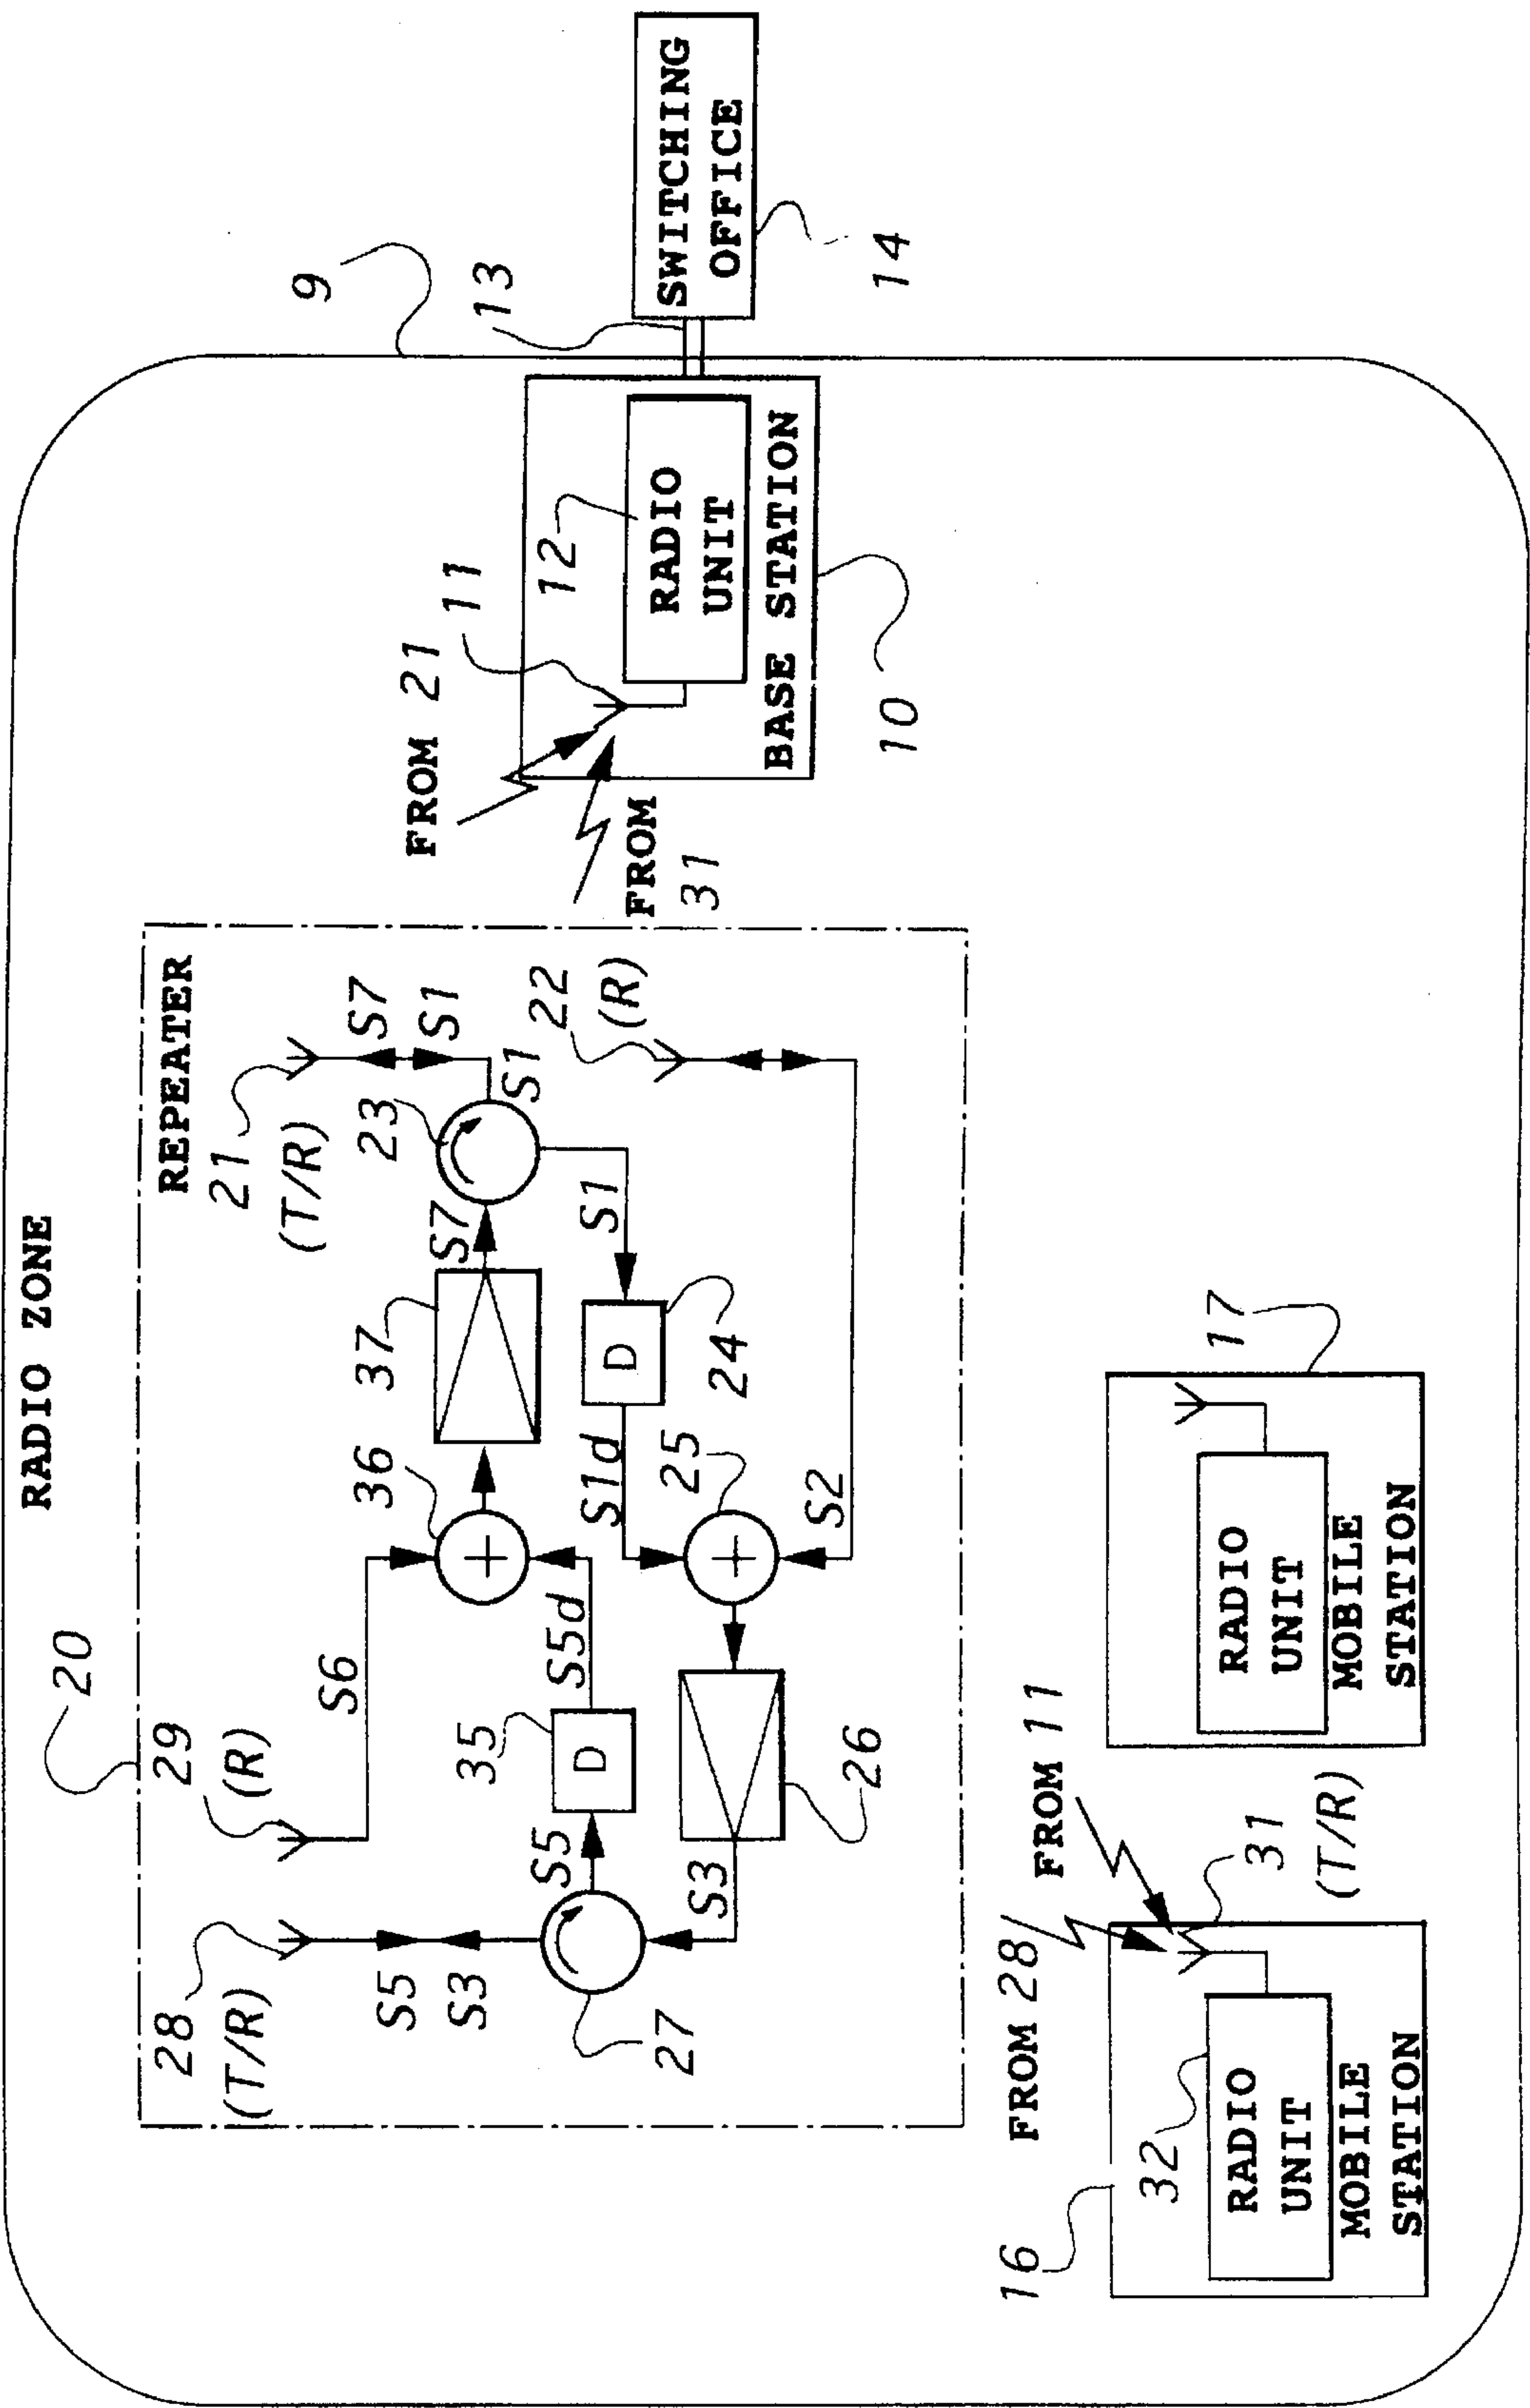 RADIO ZONE
9
20
REPEATER
28
(T/R)
29
(R)
21
(T/R)
S5
S3
S6
S7
S1
36
37
23
S7
S1
S5
35
D
S5d
27
S3
26
S1d
25
S2
D
24
S1
22
(R)
FROM 21
11
FROM
31
12
RADIO
UNIT
BASE STATION
10
13
SWITCHING
OFFICE
14
16
FROM 28
FROM 11
31
(T/R)
32
RADIO
UNIT
MOBILE
STATION
17
RADIO
UNIT
MOBILE
STATION